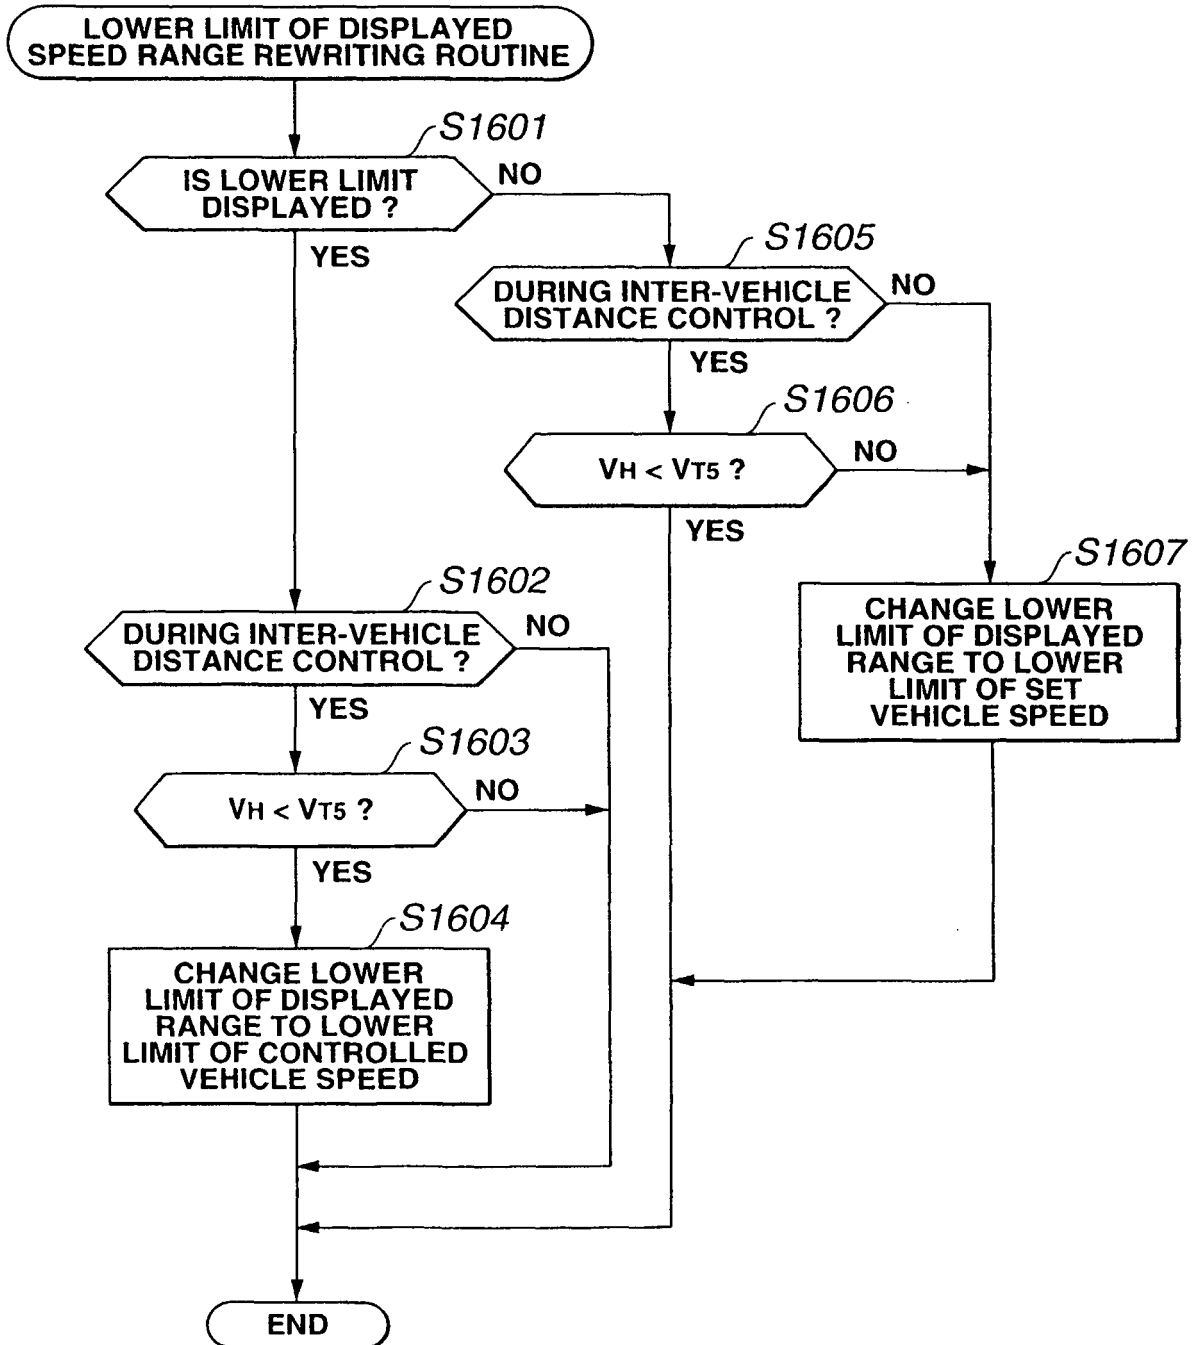 LOWER LIMIT OF DISPLAYED
SPEED RANGE REWRITING ROUTINE
S1601
IS LOWER LIMIT
DISPLAYED ?
NO
YES
S1605
DURING INTER-VEHICLE
DISTANCE CONTROL ?
NO
YES
S1606
VH < VT5 ?
NO
YES
S1607
CHANGE LOWER
LIMIT OF DISPLAYED
RANGE TO LOWER
LIMIT OF SET
VEHICLE SPEED
S1602
DURING INTER-VEHICLE
DISTANCE CONTROL ?
NO
YES
S1603
VH < VT5 ?
NO
YES
S1604
CHANGE LOWER
LIMIT OF DISPLAYED
RANGE TO LOWER
LIMIT OF CONTROLLED
VEHICLE SPEED
END